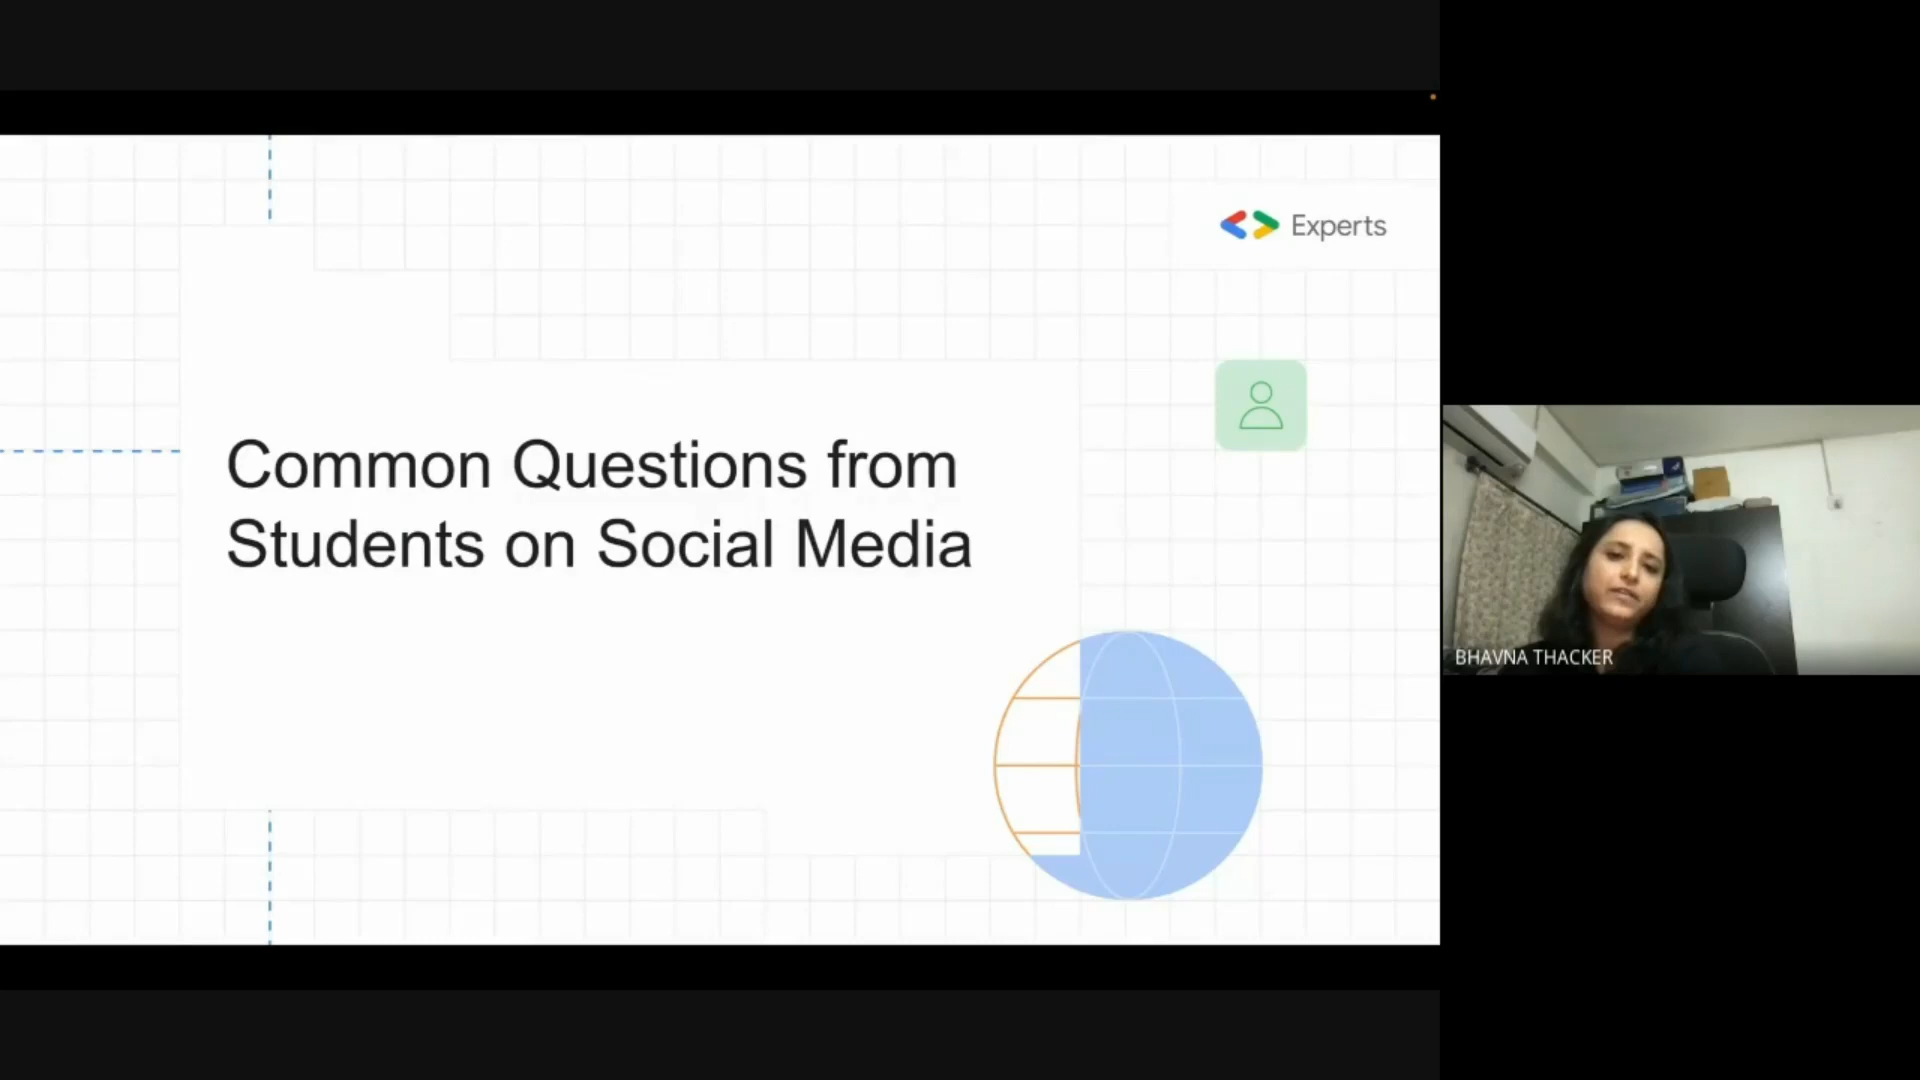 Experts
Common Questions from
Students on Social Media
BHAVNA THACKER